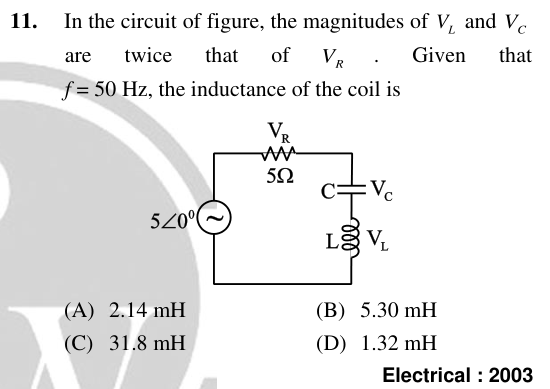 11. In the circuit of figure, the magnitudes of V_L and V_C
are twice that of V_R . Given that
f = 50 Hz, the inductance of the coil is
V_R
5Ω
C V_C
5∠0⁰ ~
L V_L
(A) 2.14 mH (B) 5.30 mH
(C) 31.8 mH (D) 1.32 mH
Electrical : 2003